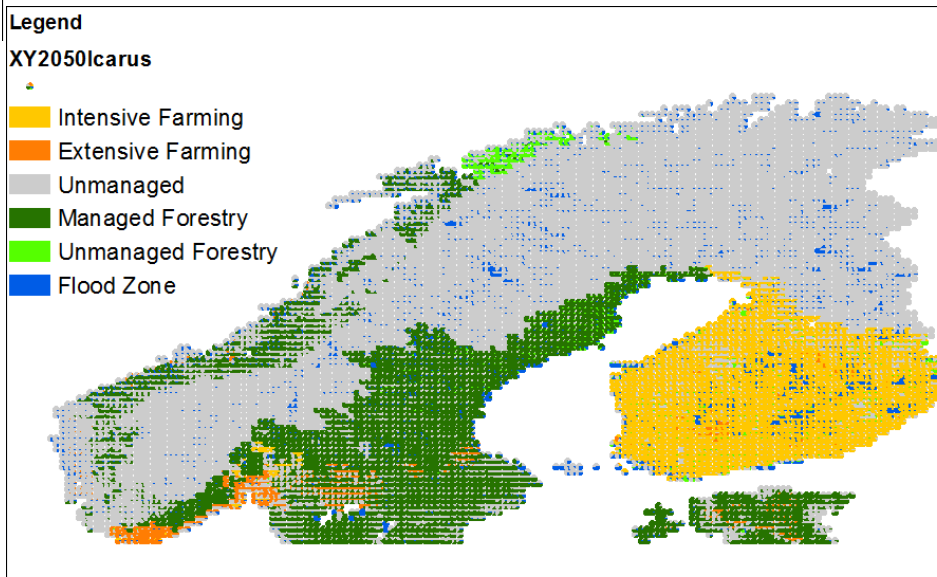 Legend
XY2050Icarus
Intensive Farming
Extensive Farming
Unmanaged
Managed Forestry
Unmanaged Forestry
Flood Zone